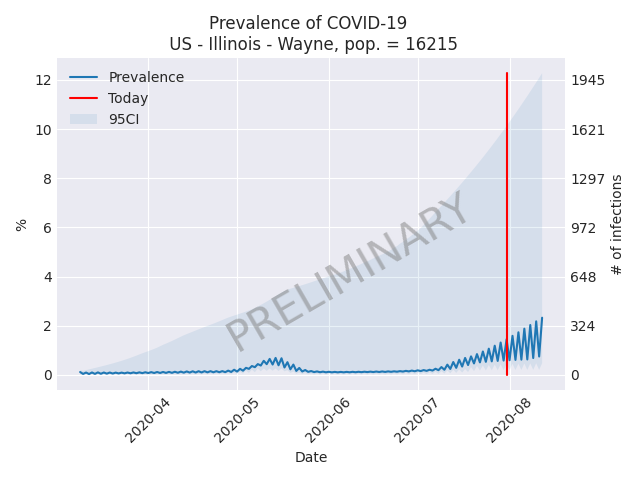 Prevalence of COVID-19
US - Illinois - Wayne, pop. = 16215
Prevalence
Today
95CI
PRELIMINARY
12
10
8
6
4
2
0
%
1945
1621
1297
972
648
324
0
# of infections
2020-04
2020-05
2020-06
2020-07
2020-08
Date